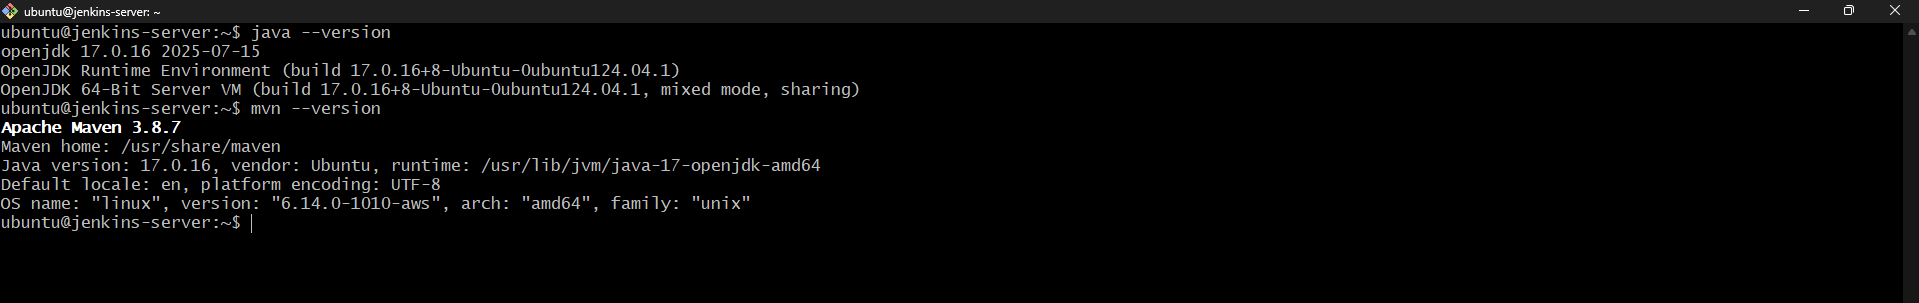 ubuntu@jenkins-server: ~
ubuntu@jenkins-server:~$ java --version
openjdk 17.0.16 2025-07-15
OpenJDK Runtime Environment (build 17.0.16+8-Ubuntu-0ubuntu124.04.1)
OpenJDK 64-Bit Server VM (build 17.0.16+8-Ubuntu-0ubuntu124.04.1, mixed mode, sharing)
ubuntu@jenkins-server:~$ mvn --version
Apache Maven 3.8.7
Maven home: /usr/share/maven
Java version: 17.0.16, vendor: Ubuntu, runtime: /usr/lib/jvm/java-17-openjdk-amd64
Default locale: en, platform encoding: UTF-8
OS name: "linux", version: "6.14.0-1010-aws", arch: "amd64", family: "unix"
ubuntu@jenkins-server:~$